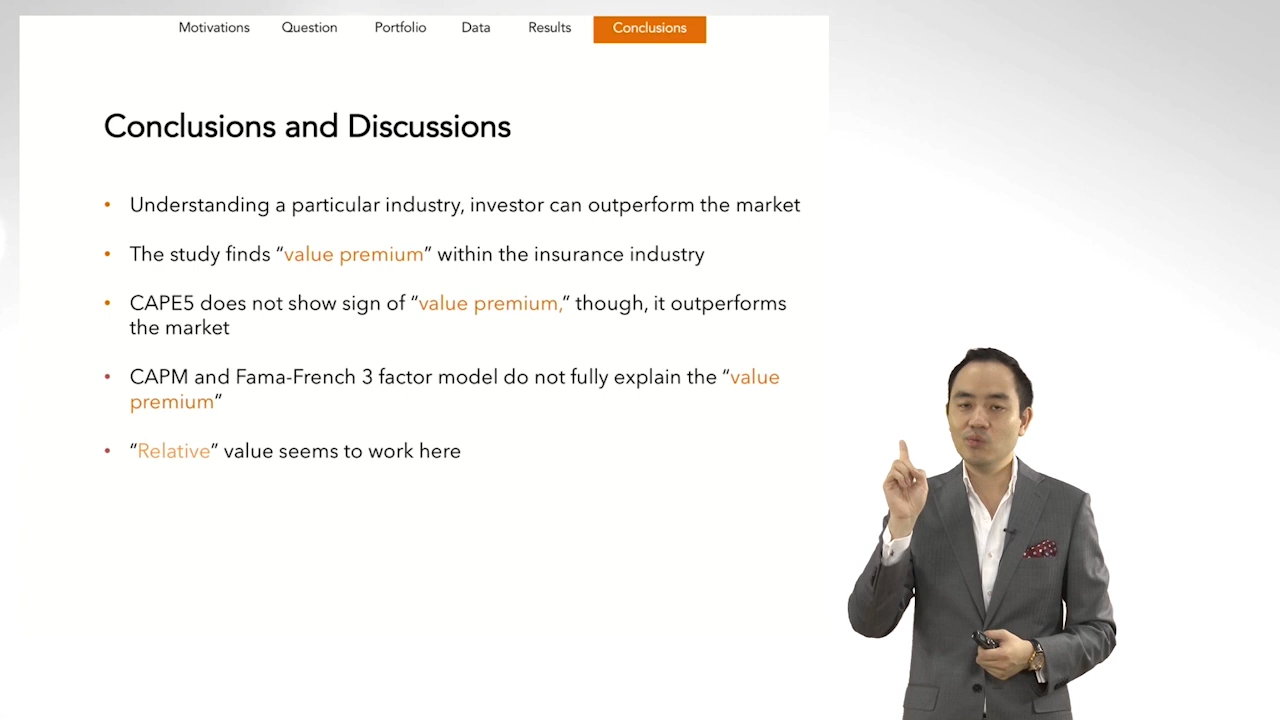 Motivations Question Portfolio Data Results Conclusions
Conclusions and Discussions
• Understanding a particular industry, investor can outperform the market
• The study finds “value premium” within the insurance industry
• CAPE5 does not show sign of “value premium,” though, it outperforms
the market
• CAPM and Fama-French 3 factor model do not fully explain the “value
premium”
• “Relative” value seems to work here